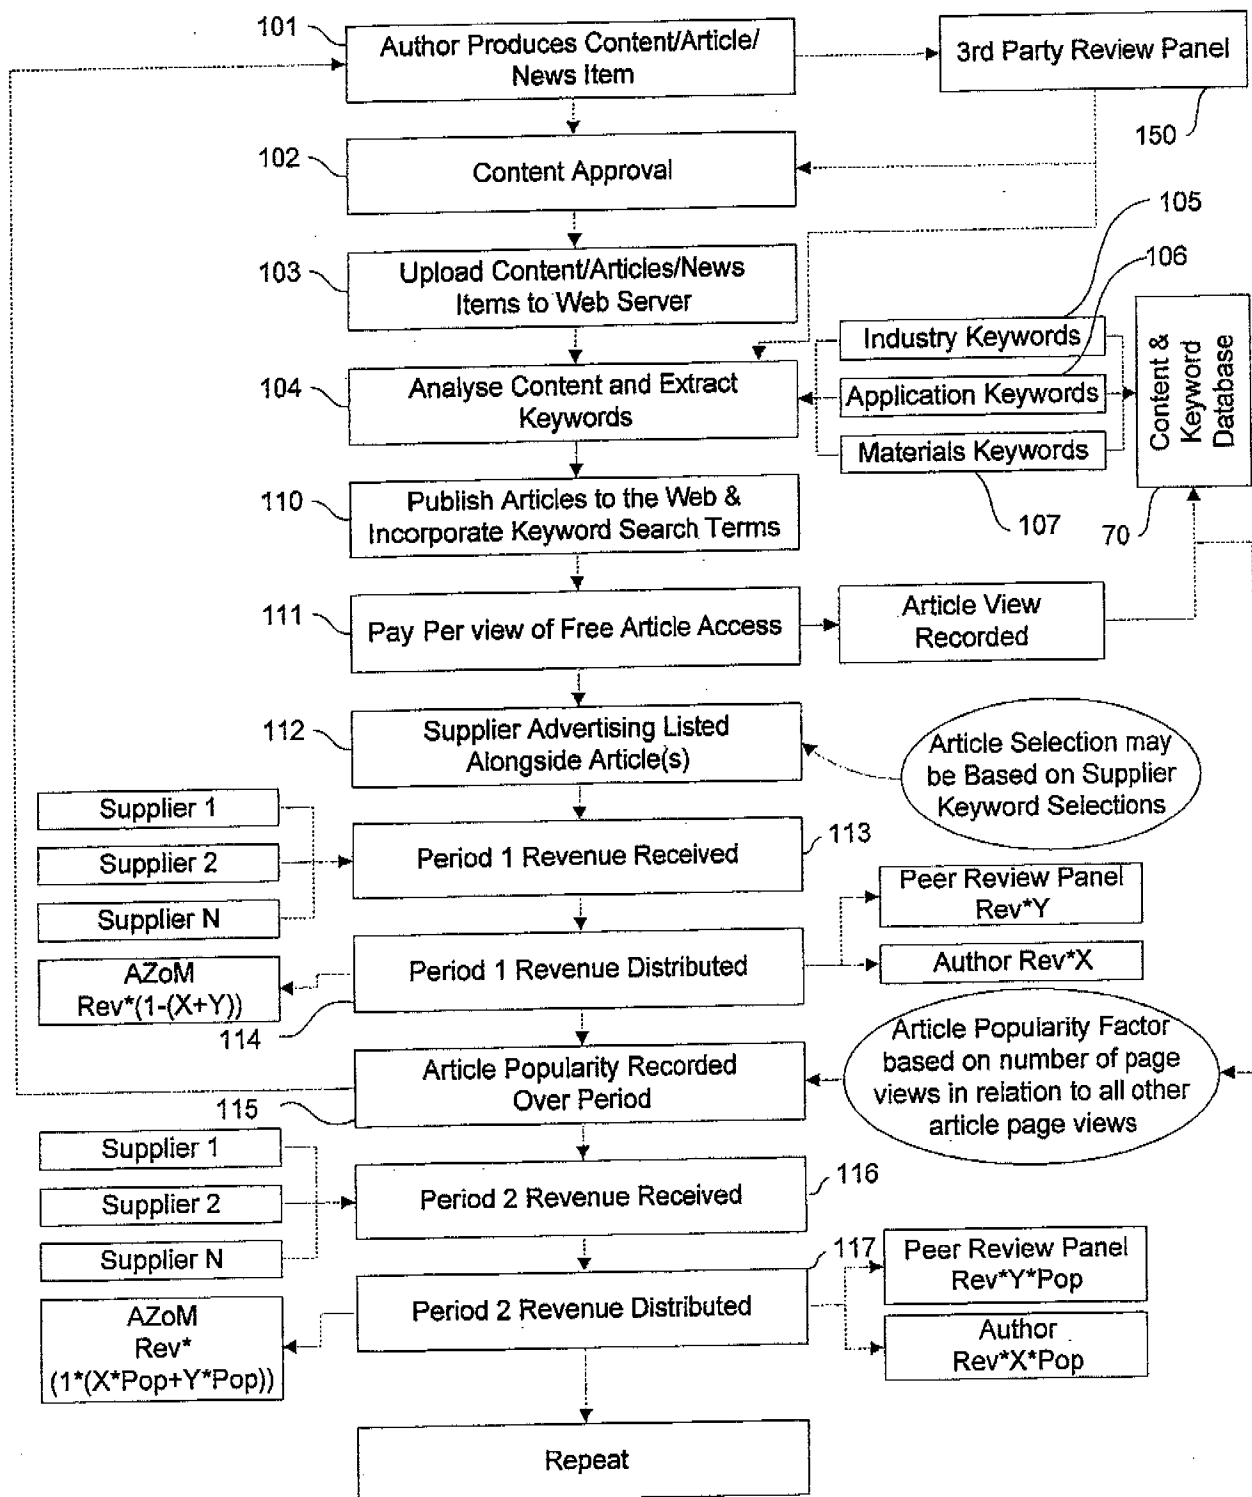 101
Author Produces Content/Article/
News Item
3rd Party Review Panel
150
102
Content Approval
105
103
Upload Content/Articles/News
Items to Web Server
106
Industry Keywords
104
Analyse Content and Extract
Keywords
Application Keywords
Materials Keywords
Content &
Keyword
Database
110
Publish Articles to the Web &
Incorporate Keyword Search Terms
107
70
111
Pay Per view of Free Article Access
Article View
Recorded
112
Supplier Advertising Listed
Alongside Article(s)
Article Selection may
be Based on Supplier
Keyword Selections
Supplier 1
Supplier 2
Supplier N
113
Period 1 Revenue Received
Peer Review Panel
Rev*Y
AZoM
Rev*(1-(X+Y))
Period 1 Revenue Distributed
Author Rev*X
114
Article Popularity Recorded
Over Period
115
Article Popularity Factor
based on number of page
views in relation to all other
article page views
Supplier 1
Supplier 2
Supplier N
116
Period 2 Revenue Received
117
Peer Review Panel
Rev*Y*Pop
AZoM
Rev*
(1*(X*Pop+Y*Pop))
Period 2 Revenue Distributed
Author
Rev*X*Pop
Repeat